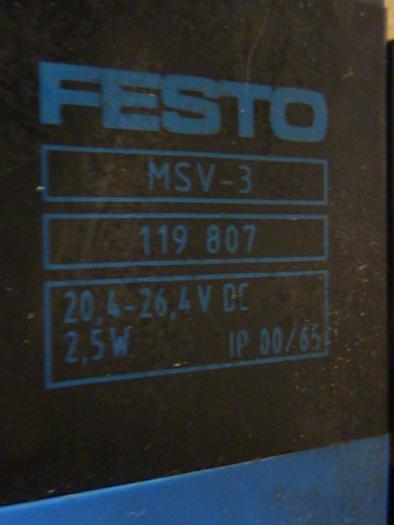 FESTO
MSV-3
119 807
20,4-26,4 V DC
2,5W IP 00/65